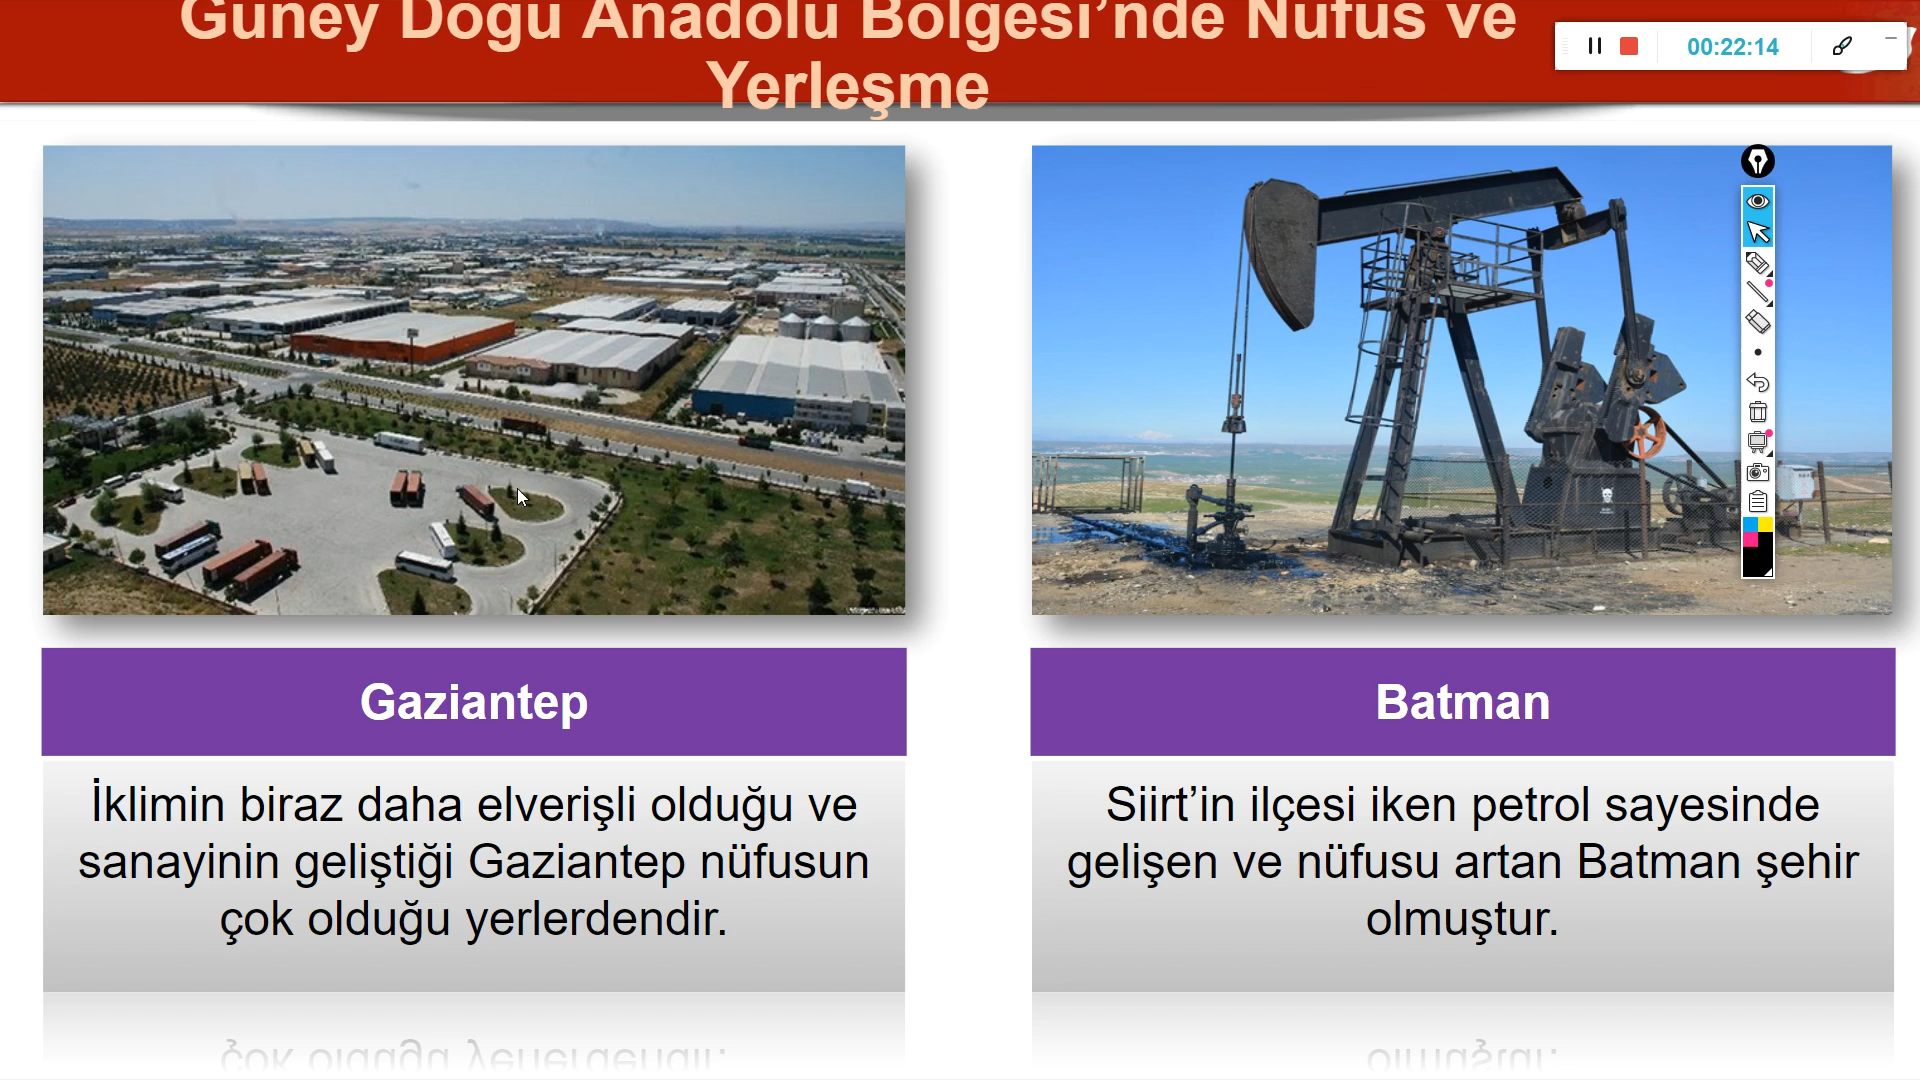 Güney Doğu Anadolu Bölgesi’nde Nüfus ve
Yerleşme
00:22:14
Gaziantep
İklimin biraz daha elverişli olduğu ve
sanayinin geliştiği Gaziantep nüfusun
çok olduğu yerlerdendir.
Batman
Siirt’in ilçesi iken petrol sayesinde
gelişen ve nüfusu artan Batman şehir
olmuştur.